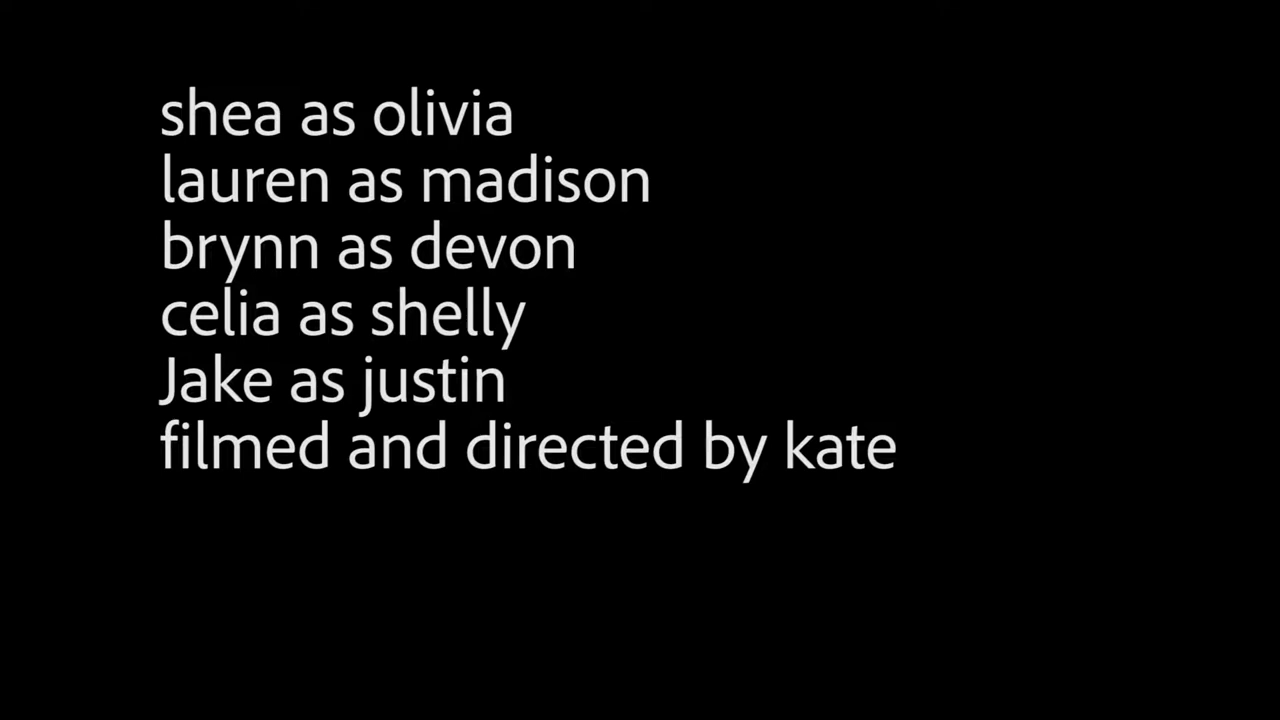 shea as olivia
lauren as madison
brynn as devon
celia as shelly
Jake as justin
filmed and directed by kate